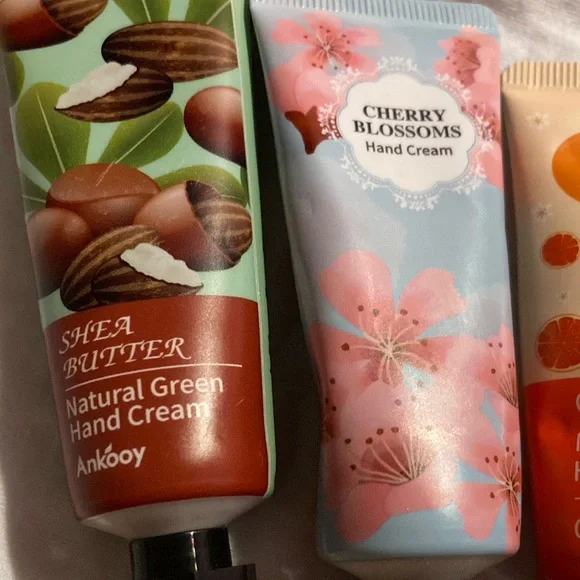 SHEA
BUTTER
Natural Green
Hand Cream
Ankooy
CHERRY
BLOSSOMS
Hand Cream